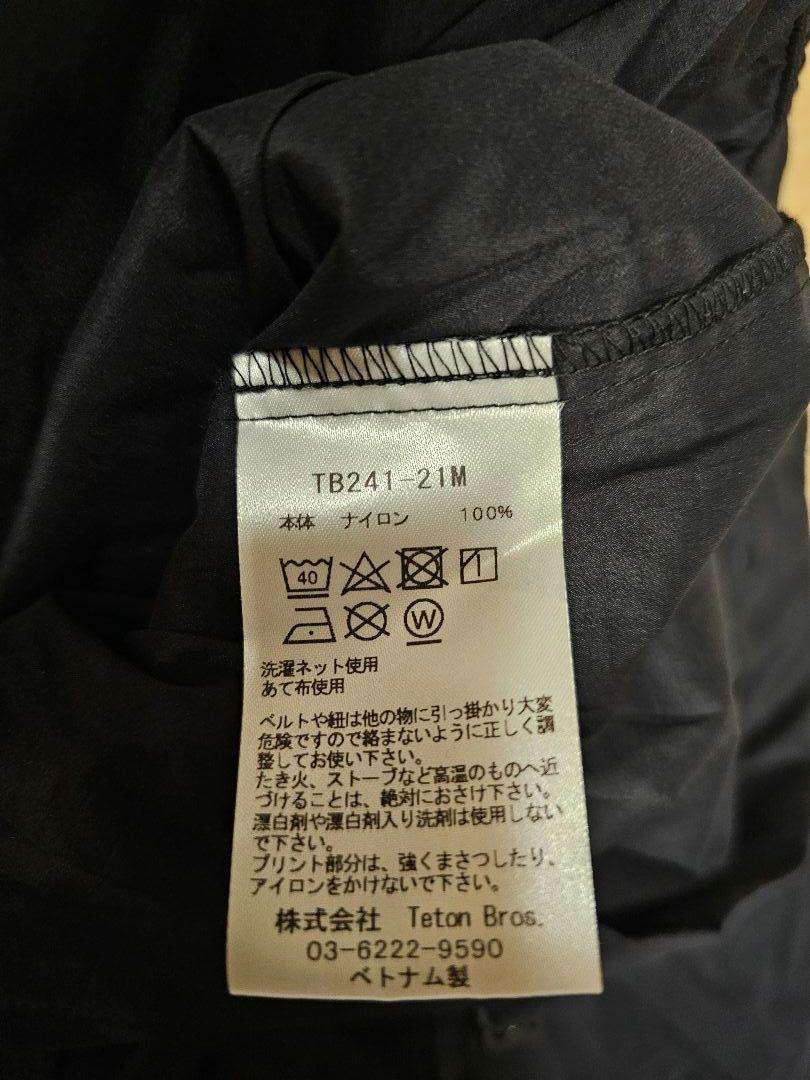 TB241-21M
本体 ナイロン 100%
40
W
洗濯ネット使用
あて布使用
ベルトや紐は他の物に引っ掛かり大変
危険ですので絡まないように正しく調
整してお使い下さい。
たき火、ストーブなど高温のものへ近
づけることは、絶対におさけ下さい。
漂白剤や漂白剤入り洗剤は使用しない
で下さい。
プリント部分は、強くまさつしたり、
アイロンをかけないで下さい。
株式会社 Teton Bros.
03-6222-9590
ベトナム製